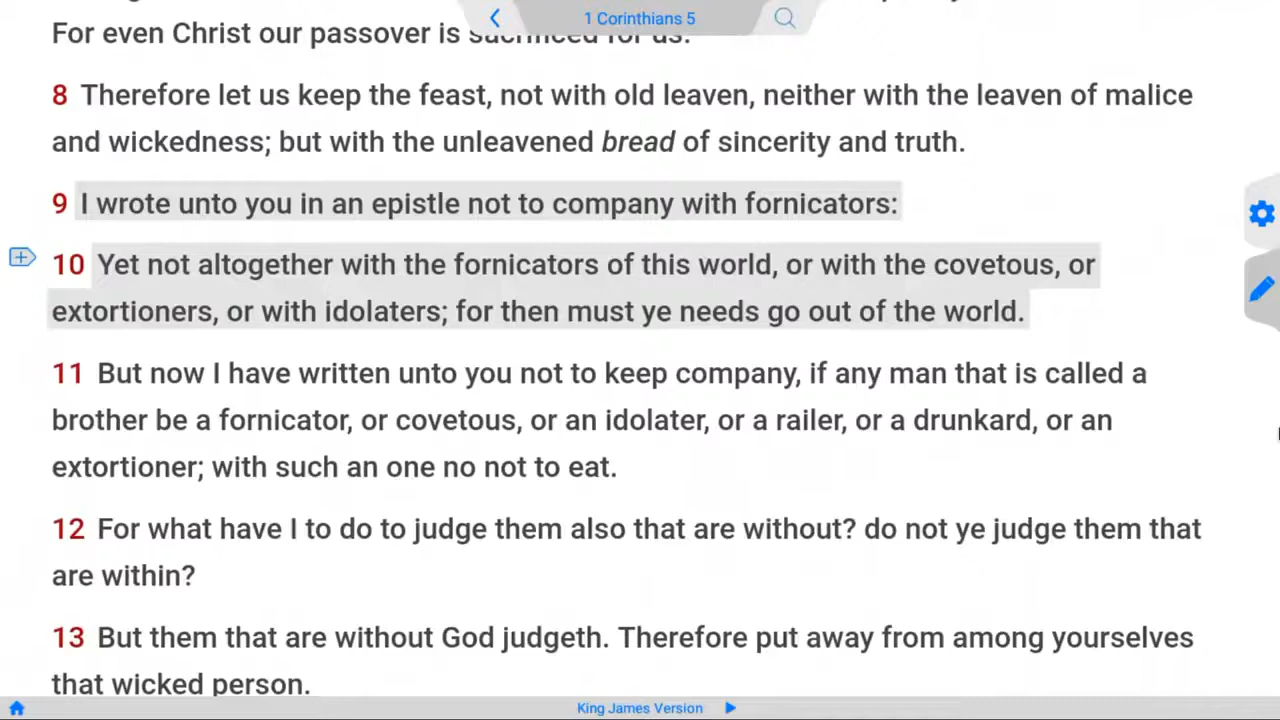 1 Corinthians 5
For even Christ our passover is sacrificed for us.
8 Therefore let us keep the feast, not with old leaven, neither with the leaven of malice
and wickedness; but with the unleavened bread of sincerity and truth.
9 I wrote unto you in an epistle not to company with fornicators:
10 Yet not altogether with the fornicators of this world, or with the covetous, or
extortioners, or with idolaters; for then must ye needs go out of the world.
11 But now I have written unto you not to keep company, if any man that is called a
brother be a fornicator, or covetous, or an idolater, or a railer, or a drunkard, or an
extortioner; with such an one no not to eat.
12 For what have I to do to judge them also that are without? do not ye judge them that
are within?
13 But them that are without God judgeth. Therefore put away from among yourselves
that wicked person.
King James Version